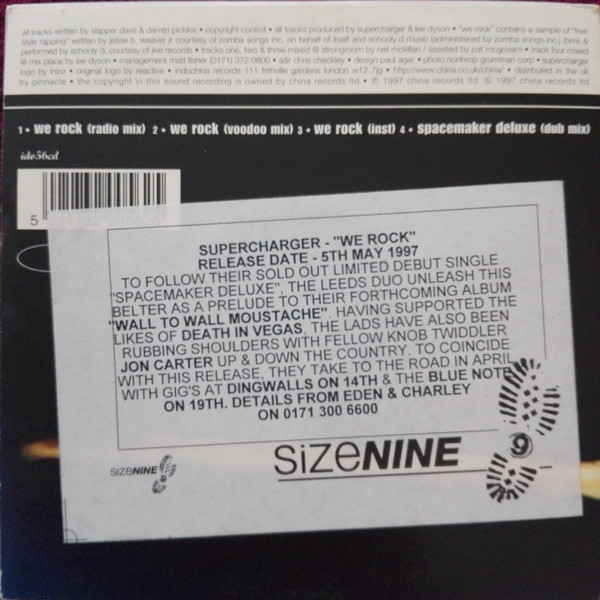 all tracks written by slapper dave & darren pickles • copyright control • all tracks produced by supercharger & lee dyson • "we rock" contains a sample of "free
style rapping" written by jesse b. weaver jr courtesy of zomba songs inc. on behalf of itself and schooly d music (administered by zomba songs inc.) (bmi) &
performed by schooly d, courtesy of jive records • tracks one, two & three mixed @ strongroom by neil mclellan / assisted by pat mcgovern • track four mixed
@ mix place by lee dyson • management matt fisher (0171) 372 0800 • a&r chris checkley • design paul agar • photo northrop grumman corp • supercharger
logo by intro • original logo by reactive • indochina records 111 frithville gardens london w12 7jg • http://www.china.co.uk/china/ • distributed in the uk
by pinnacle • the copyright in this sound recording is owned by china records ltd • ℗ 1997 china records ltd © 1997 china records ltd
1 • we rock (radio mix) 2 • we rock (voodoo mix) 3 • we rock (inst) 4 • spacemaker deluxe (dub mix)
ido56cd
5
SUPERCHARGER - "WE ROCK"
RELEASE DATE - 5TH MAY 1997
TO FOLLOW THEIR SOLD OUT LIMITED DEBUT SINGLE
"SPACEMAKER DELUXE", THE LEEDS DUO UNLEASH THIS
BELTER AS A PRELUDE TO THEIR FORTHCOMING ALBUM
"WALL TO WALL MOUSTACHE". HAVING SUPPORTED THE
LIKES OF DEATH IN VEGAS, THE LADS HAVE ALSO BEEN
RUBBING SHOULDERS WITH FELLOW KNOB TWIDDLER
JON CARTER UP & DOWN THE COUNTRY. TO COINCIDE
WITH THIS RELEASE, THEY TAKE TO THE ROAD IN APRIL
WITH GIG'S AT DINGWALLS ON 14TH & THE BLUE NOTE
ON 19TH. DETAILS FROM EDEN & CHARLEY
ON 0171 300 6600
sizeNINE 9
sizeNINE